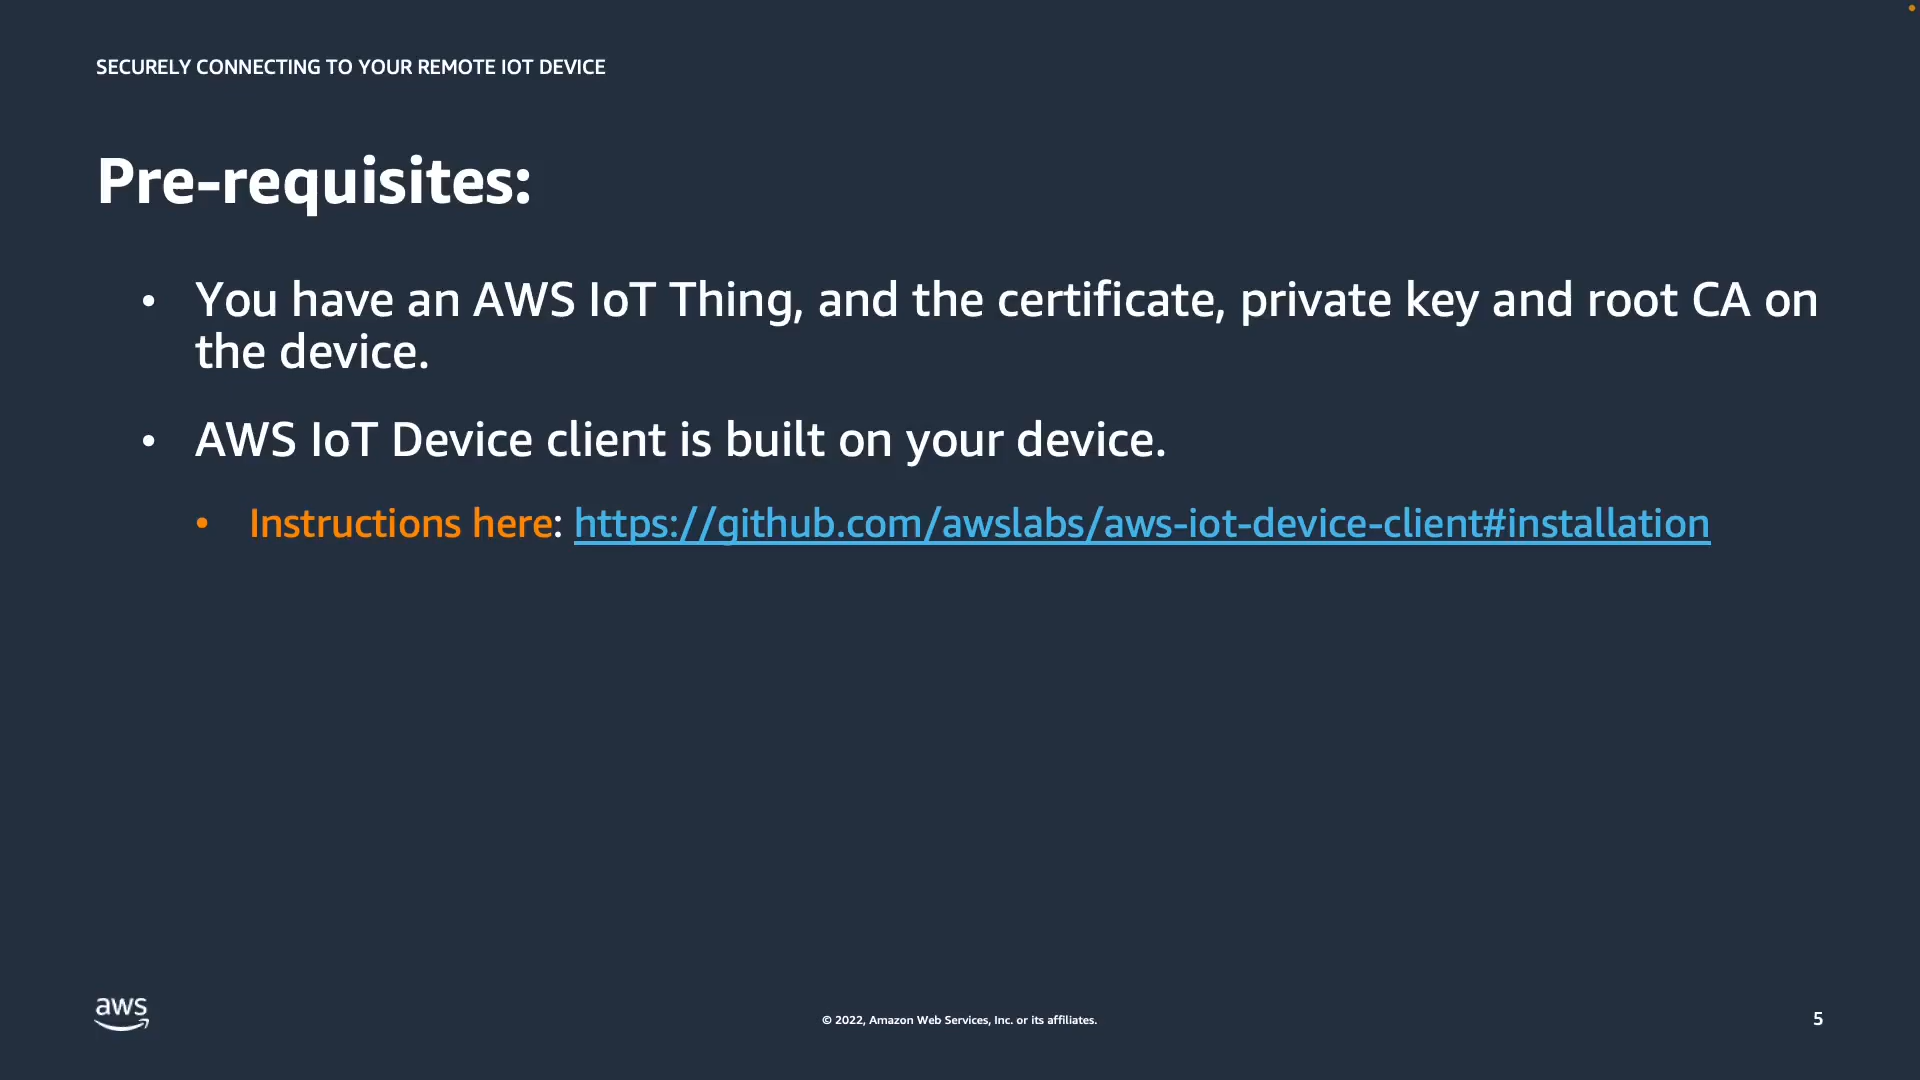 SECURELY CONNECTING TO YOUR REMOTE IOT DEVICE
Pre-requisites:
• You have an AWS IoT Thing, and the certificate, private key and root CA on
the device.
• AWS IoT Device client is built on your device.
• Instructions here: https://github.com/awslabs/aws-iot-device-client#installation
aws
© 2022, Amazon Web Services, Inc. or its affiliates.
5